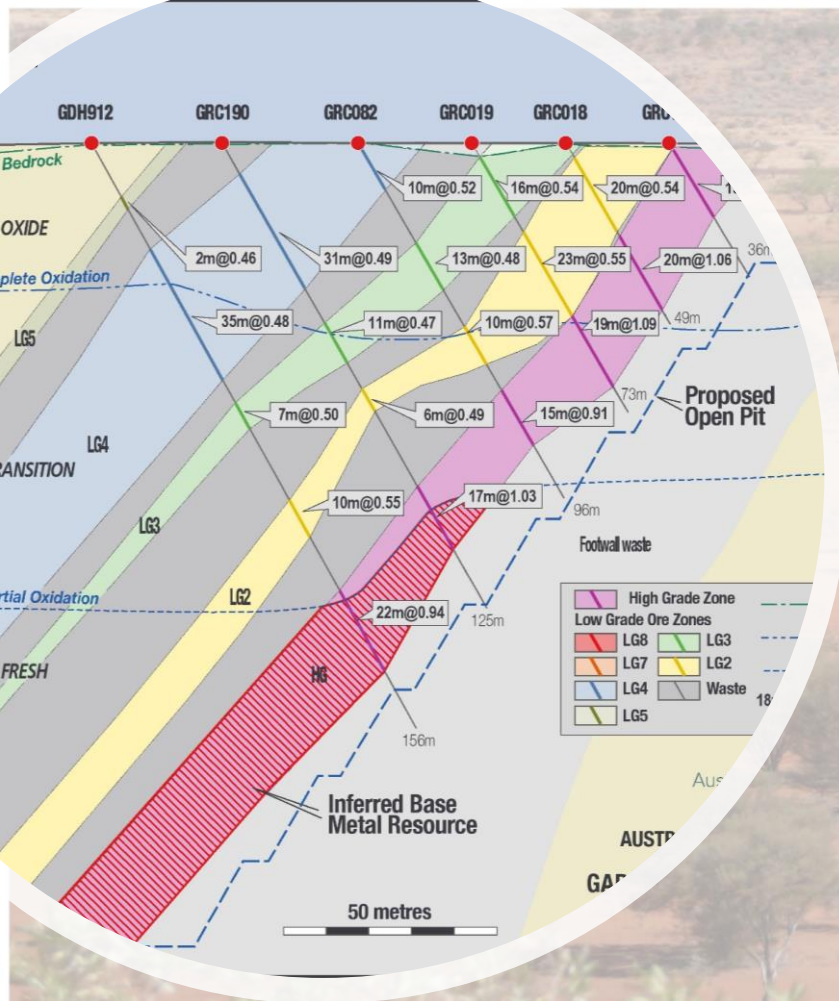 GDH912 GRC190 GRC082 GRC019 GRC018
Bedrock
OXIDE
10m@0.52 16m@0.54 20m@0.54
2m@0.46 31m@0.49 13m@0.48 23m@0.55 20m@1.06
36m
Oxidation
35m@0.48 11m@0.47 10m@0.57 19m@1.09 49m
LG5
7m@0.50 6m@0.49 15m@0.91 73m
Proposed
Open Pit
LG4
10m@0.55 17m@1.03 96m
LG3
Footwall waste
Oxidation
LG2
22m@0.94 125m
FRESH
HG
156m
High Grade Zone
Low Grade Ore Zones
LG8 LG3
LG7 LG2
LG4 Waste
LG5
Inferred Base
Metal Resource
50 metres